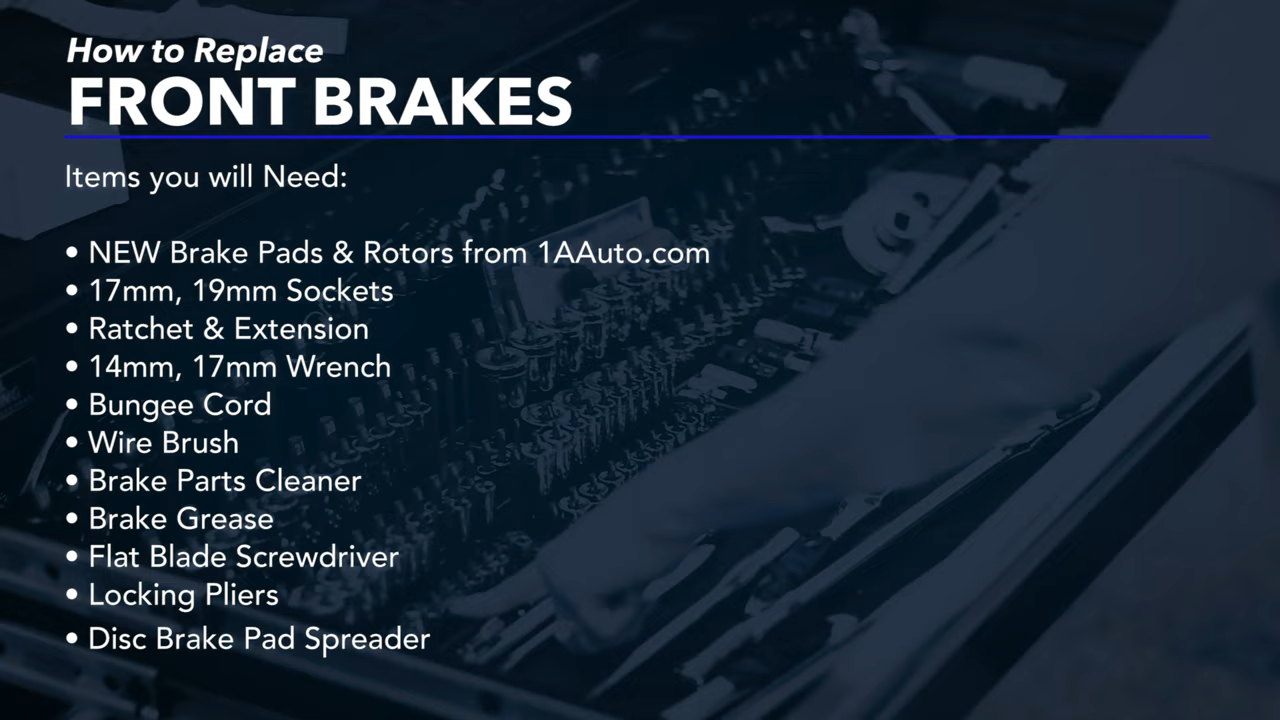 How to Replace
FRONT BRAKES
Items you will Need:
• NEW Brake Pads & Rotors from 1AAuto.com
• 17mm, 19mm Sockets
• Ratchet & Extension
• 14mm, 17mm Wrench
• Bungee Cord
• Wire Brush
• Brake Parts Cleaner
• Brake Grease
• Flat Blade Screwdriver
• Locking Pliers
• Disc Brake Pad Spreader